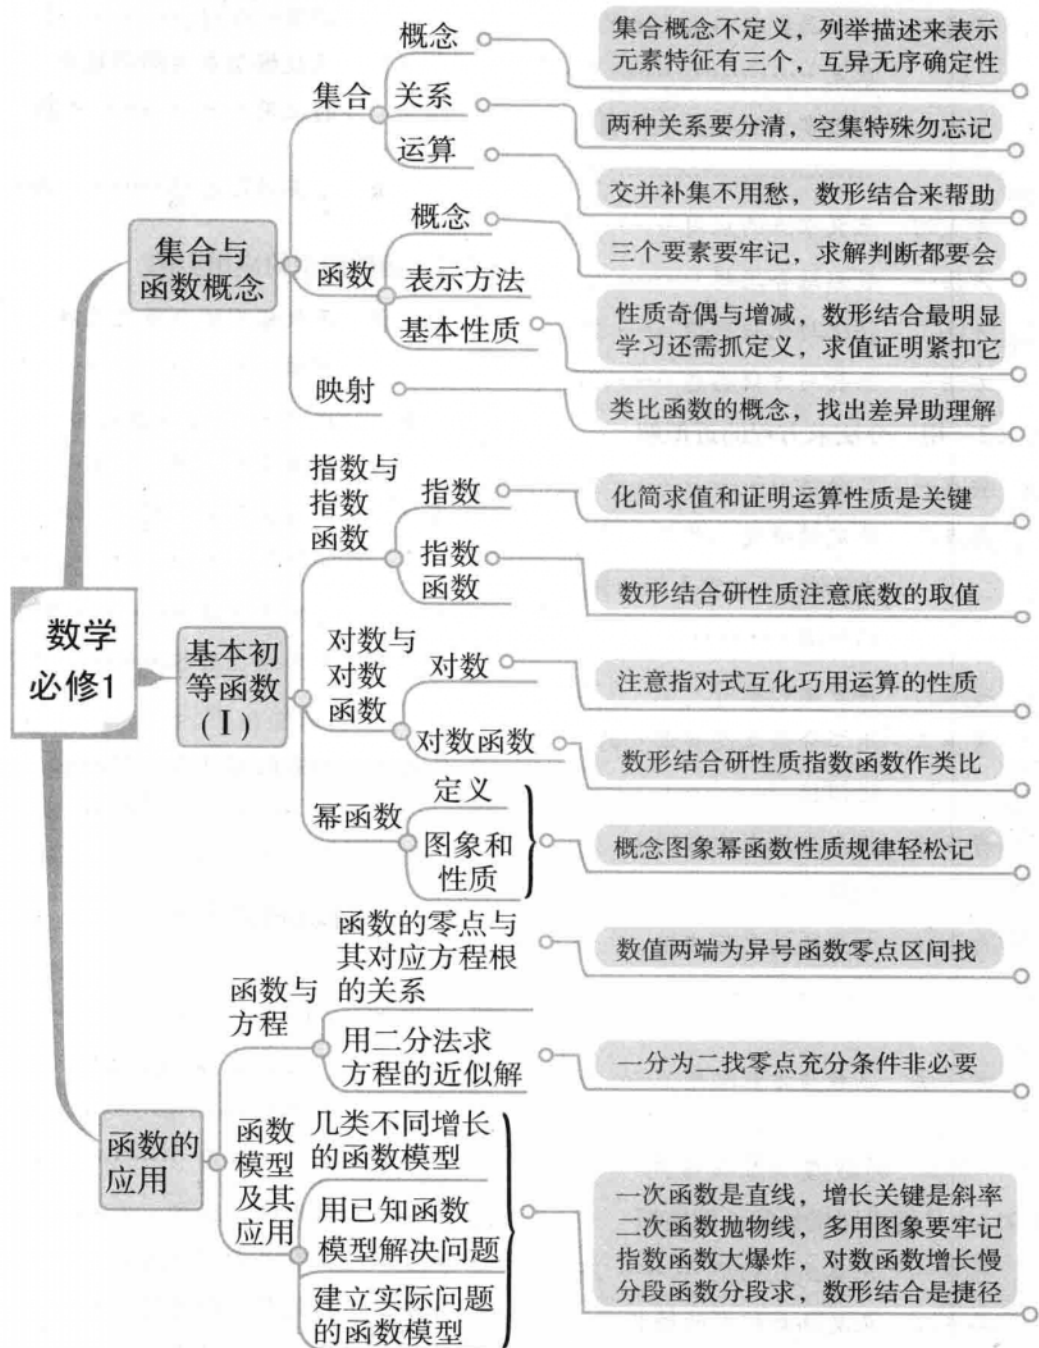 数学
必修1
集合与
函数概念
集合
概念
集合概念不定义，列举描述来表示
元素特征有三个，互异无序确定性
关系
两种关系要分清，空集特殊勿忘记
运算
交并补集不用愁，数形结合来帮助
函数
概念
三个要素要牢记，求解判断都要会
表示方法
基本性质
性质奇偶与增减，数形结合最明显
学习还需抓定义，求值证明紧扣它
映射
类比函数的概念，找出差异助理解
基本初
等函数
(Ⅰ)
指数与
指数
函数
指数
化简求值和证明运算性质是关键
指数
函数
数形结合研性质注意底数的取值
对数与
对数
函数
对数
注意指对式互化巧用运算的性质
对数函数
数形结合研性质指数函数作类比
幂函数
定义
图象和
性质
概念图象幂函数性质规律轻松记
函数的
应用
函数与
方程
函数的零点与
其对应方程根
的关系
数值两端为异号函数零点区间找
用二分法求
方程的近似解
一分为二找零点充分条件非必要
函数
模型
及其
应用
几类不同增长
的函数模型
用已知函数
模型解决问题
建立实际问题
的函数模型
一次函数是直线，增长关键是斜率
二次函数抛物线，多用图象要牢记
指数函数大爆炸，对数函数增长慢
分段函数分段求，数形结合是捷径